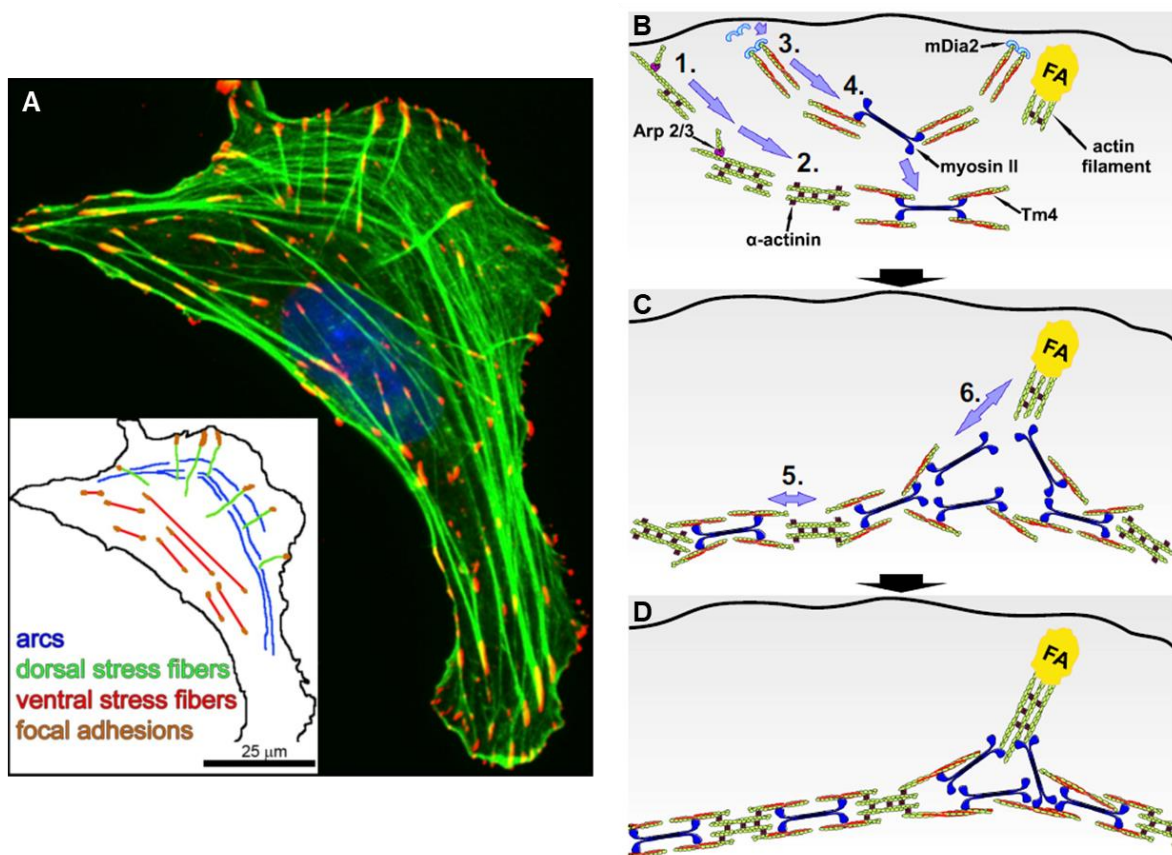 A
arcs
dorsal stress fibers
ventral stress fibers
focal adhesions
25 μm
B
mDia2
1.
3.
4.
FA
Arp 2/3
2.
actin
filament
myosin II
Tm4
α-actinin
C
FA
6.
5.
D
FA